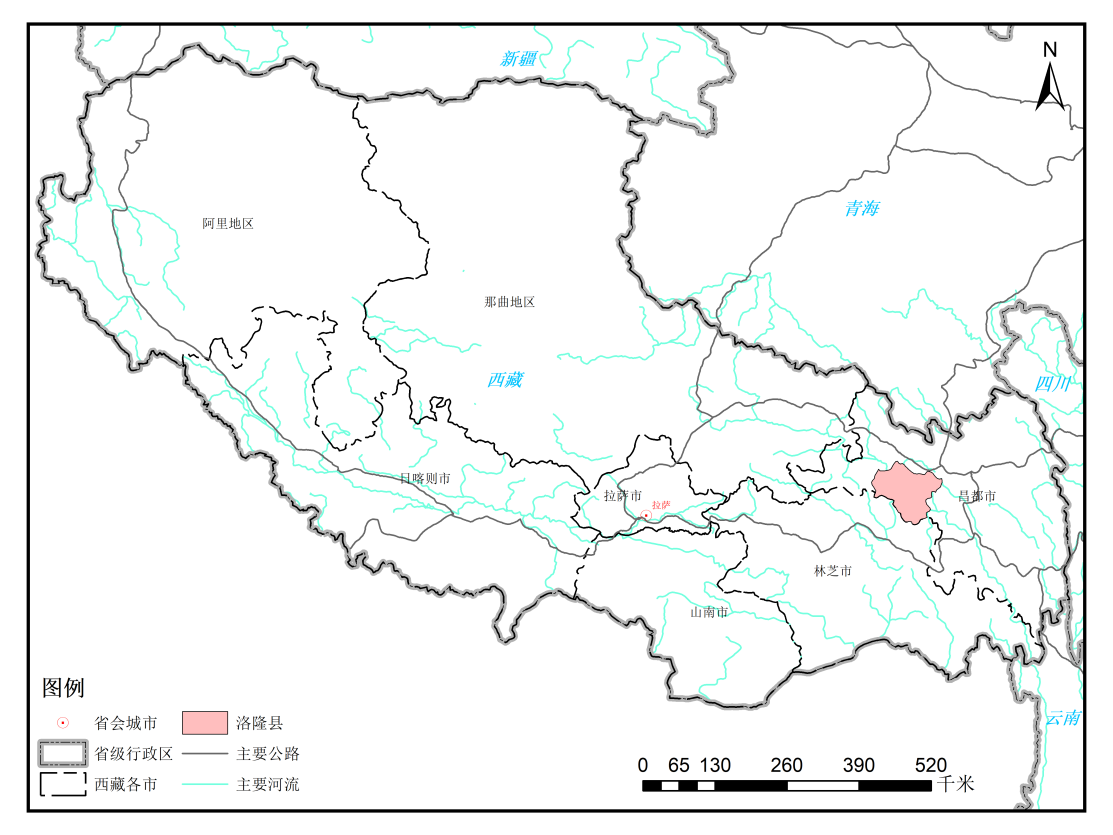 新疆
N
青海
阿里地区
那曲地区
西藏
四川
日喀则市
拉萨市
拉萨
昌都市
林芝市
山南市
云南
图例
省会城市
洛隆县
省级行政区
主要公路
西藏各市
主要河流
0 65 130 260 390 520
千米